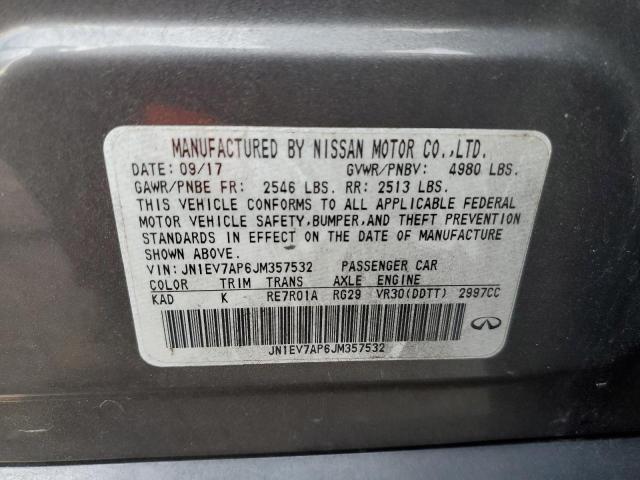 MANUFACTURED BY NISSAN MOTOR CO.,LTD.
DATE: 09/17 GVWR/PNBV: 4980 LBS.
GAWR/PNBE FR: 2546 LBS. RR: 2513 LBS.
THIS VEHICLE CONFORMS TO ALL APPLICABLE FEDERAL
MOTOR VEHICLE SAFETY,BUMPER,AND THEFT PREVENTION
STANDARDS IN EFFECT ON THE DATE OF MANUFACTURE
SHOWN ABOVE.
VIN: JN1EV7AP6JM357532 PASSENGER CAR
COLOR TRIM TRANS AXLE ENGINE
KAD K RE7R01A RG29 VR30(DDTT) 2997CC
JN1EV7AP6JM357532